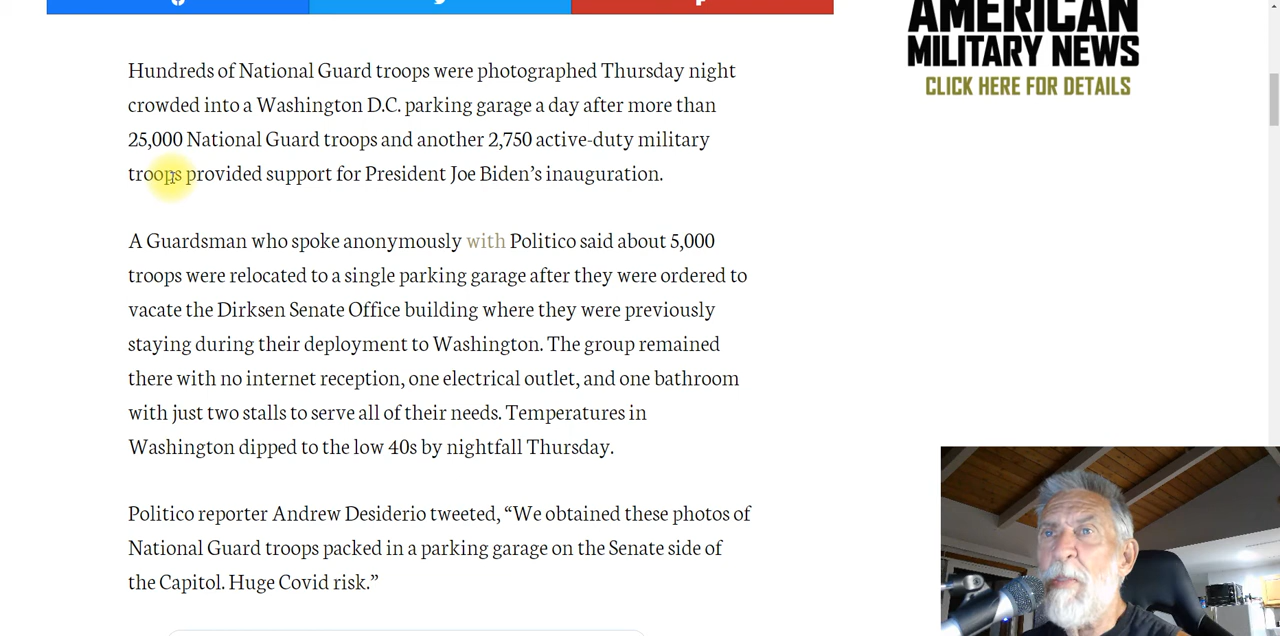 AMERICAN
MILITARY NEWS
CLICK HERE FOR DETAILS
Hundreds of National Guard troops were photographed Thursday night
crowded into a Washington D.C. parking garage a day after more than
25,000 National Guard troops and another 2,750 active-duty military
troops provided support for President Joe Biden’s inauguration.
A Guardsman who spoke anonymously with Politico said about 5,000
troops were relocated to a single parking garage after they were ordered to
vacate the Dirksen Senate Office building where they were previously
staying during their deployment to Washington. The group remained
there with no internet reception, one electrical outlet, and one bathroom
with just two stalls to serve all of their needs. Temperatures in
Washington dipped to the low 40s by nightfall Thursday.
Politico reporter Andrew Desiderio tweeted, “We obtained these photos of
National Guard troops packed in a parking garage on the Senate side of
the Capitol. Huge Covid risk.”